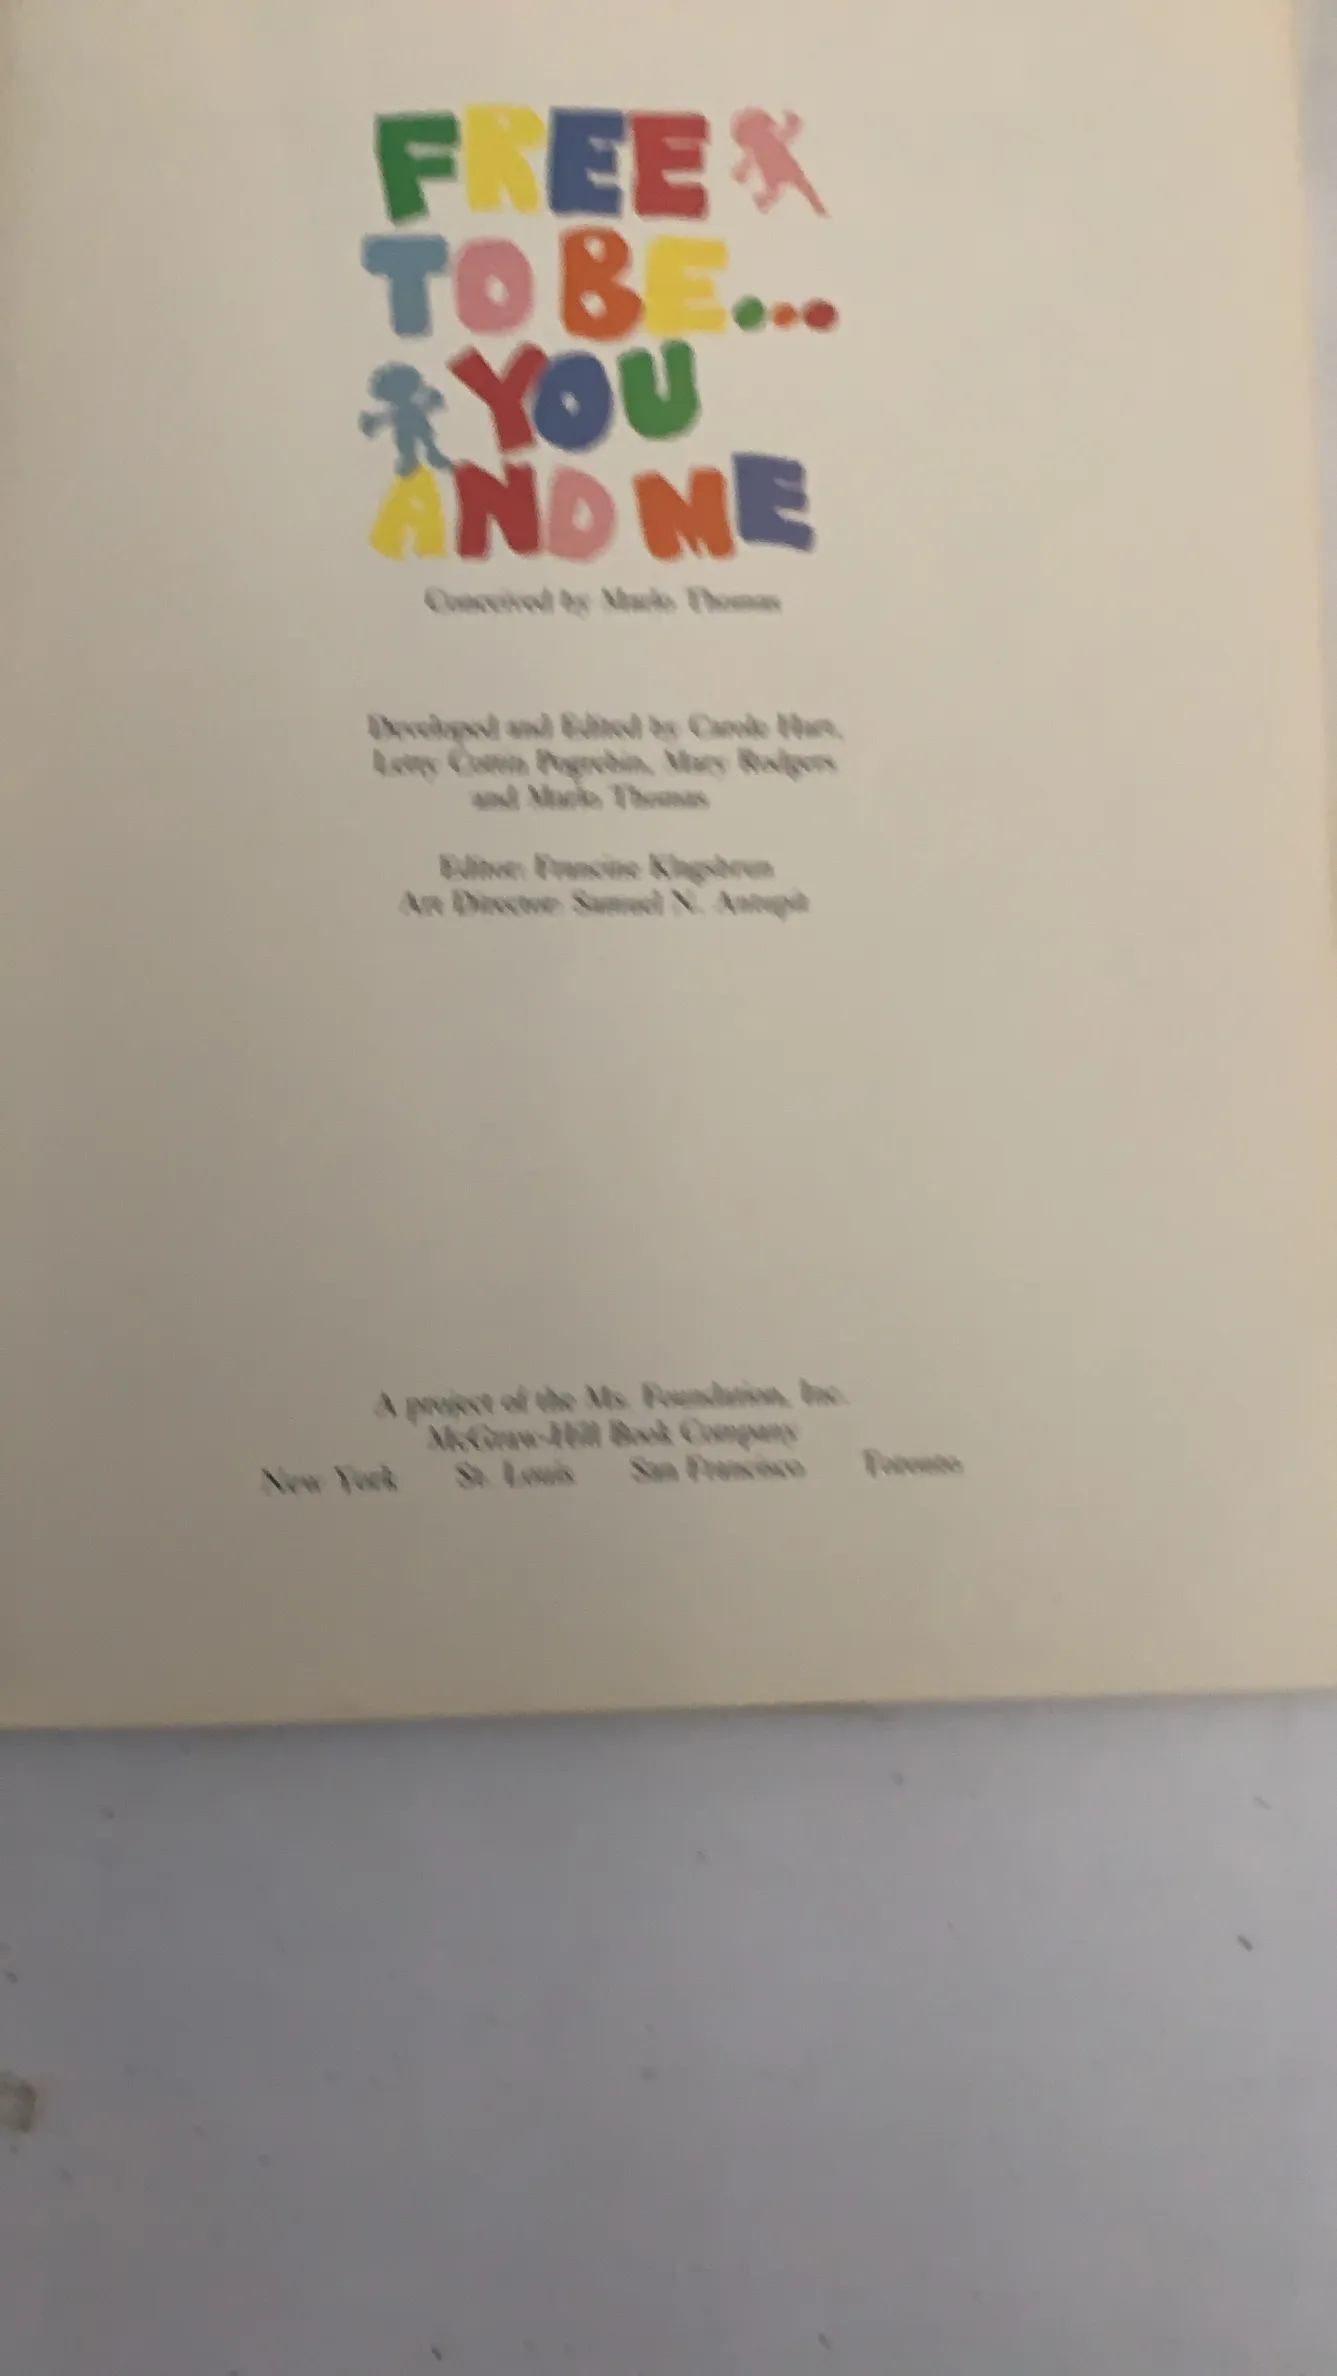 FREE
TO BE...
YOU
AND ME
Conceived by Marlo Thomas
Developed and Edited by Carole Hart,
Letty Cottin Pogrebin, Mary Rodgers
and Marlo Thomas
Editor: Francine Klagsbrun
Art Director: Samuel N. Antupit
A project of the Ms. Foundation, Inc.
McGraw-Hill Book Company
New York St. Louis San Francisco Toronto